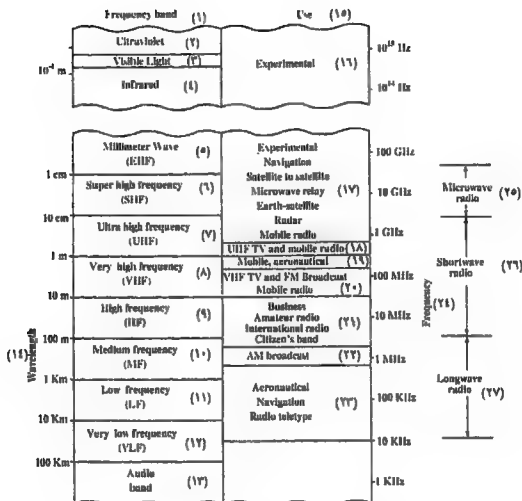 Frequency band (١)
Use (١٥)
Ultraviolet (٢)
Visible Light (٣)
Infrared (٤)
10⁻⁴ m
Experimental (١٦)
10¹⁵ Hz
10¹⁴ Hz
Millimeter Wave (٥)
(EHF)
1 cm
Super high frequency (٦)
(SHF)
10 cm
Ultra high frequency (٧)
(UHF)
1 m
Very high frequency (٨)
(VHF)
10 m
High frequency (٩)
(HF)
100 m
Medium frequency (١٠)
(MF)
1 Km
Low frequency (١١)
(LF)
10 Km
Very low frequency (١٢)
(VLF)
100 Km
Audio
band (١٣)
(١٤) Wavelength
Experimental
Navigation
Satellite to satellite
Microwave relay (١٧)
Earth-satellite
Radar
Mobile radio
UHF TV and mobile radio (١٨)
Mobile, aeronautical (١٩)
VHF TV and FM Broadcast
Mobile radio (٢٠)
Business
Amateur radio (٢١)
International radio
Citizen's band
AM broadcast (٢٢)
Aeronautical
Navigation (٢٣)
Radio teletype
100 GHz
10 GHz
1 GHz
100 MHz
10 MHz
1 MHz
100 KHz
10 KHz
1 KHz
Frequency (٢٤)
Microwave (٢٥)
radio
Shortwave (٢٦)
radio
Longwave (٢٧)
radio